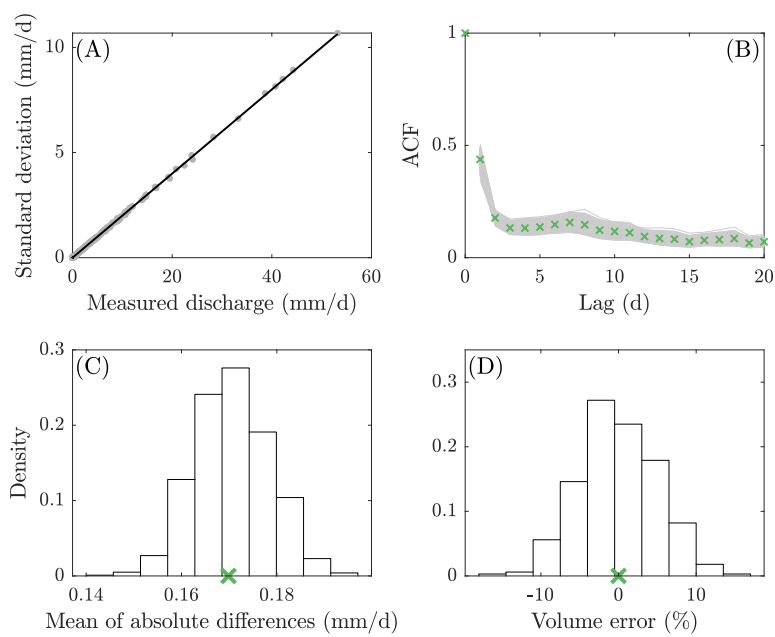 (A)
Standard deviation (mm/d)
10
5
0
0 20 40 60
Measured discharge (mm/d)
(B)
ACF
1
0.5
0
0 5 10 15 20
Lag (d)
(C)
Density
0.3
0.2
0.1
0
0.14 0.16 0.18
Mean of absolute differences (mm/d)
(D)
0.3
0.2
0.1
0
-10 0 10
Volume error (%)